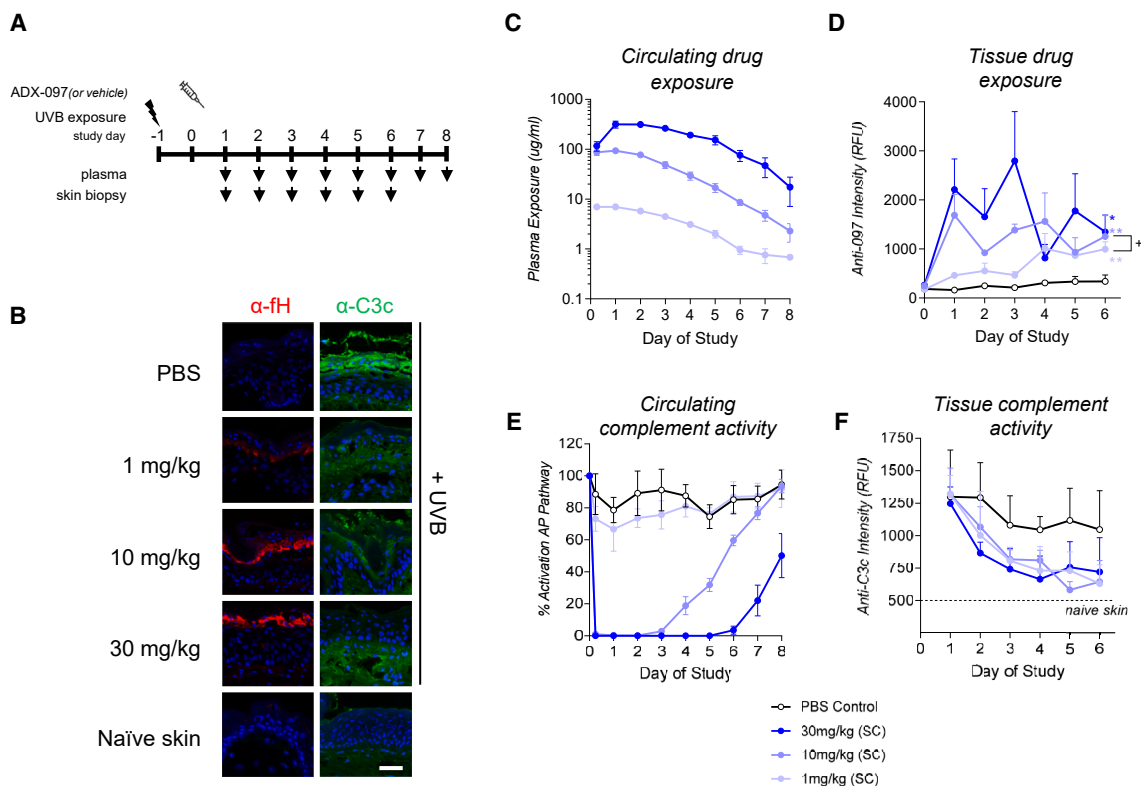 A
ADX-097(or vehicle)
UVB exposure
study day
-1 0 1 2 3 4 5 6 7 8
plasma
skin biopsy
B
α-fH α-C3c
PBS
1 mg/kg
10 mg/kg
30 mg/kg
Naïve skin
+ UVB
C
Circulating drug
exposure
Plasma Exposure (ug/ml)
1000
100
10
1
0.1
0 1 2 3 4 5 6 7 8
Day of Study
D
Tissue drug
exposure
Anti-097 Intensity (RFU)
4000
3000
2000
1000
0
*
**
+
**
0 1 2 3 4 5 6
Day of Study
E
Circulating
complement activity
% Activation AP Pathway
120
100
80
60
40
20
0
0 1 2 3 4 5 6 7 8
Day of Study
F
Tissue complement
activity
Anti-C3c Intensity (RFU)
1750
1500
1250
1000
750
500
naive skin
0 1 2 3 4 5 6
Day of Study
PBS Control
30mg/kg (SC)
10mg/kg (SC)
1mg/kg (SC)